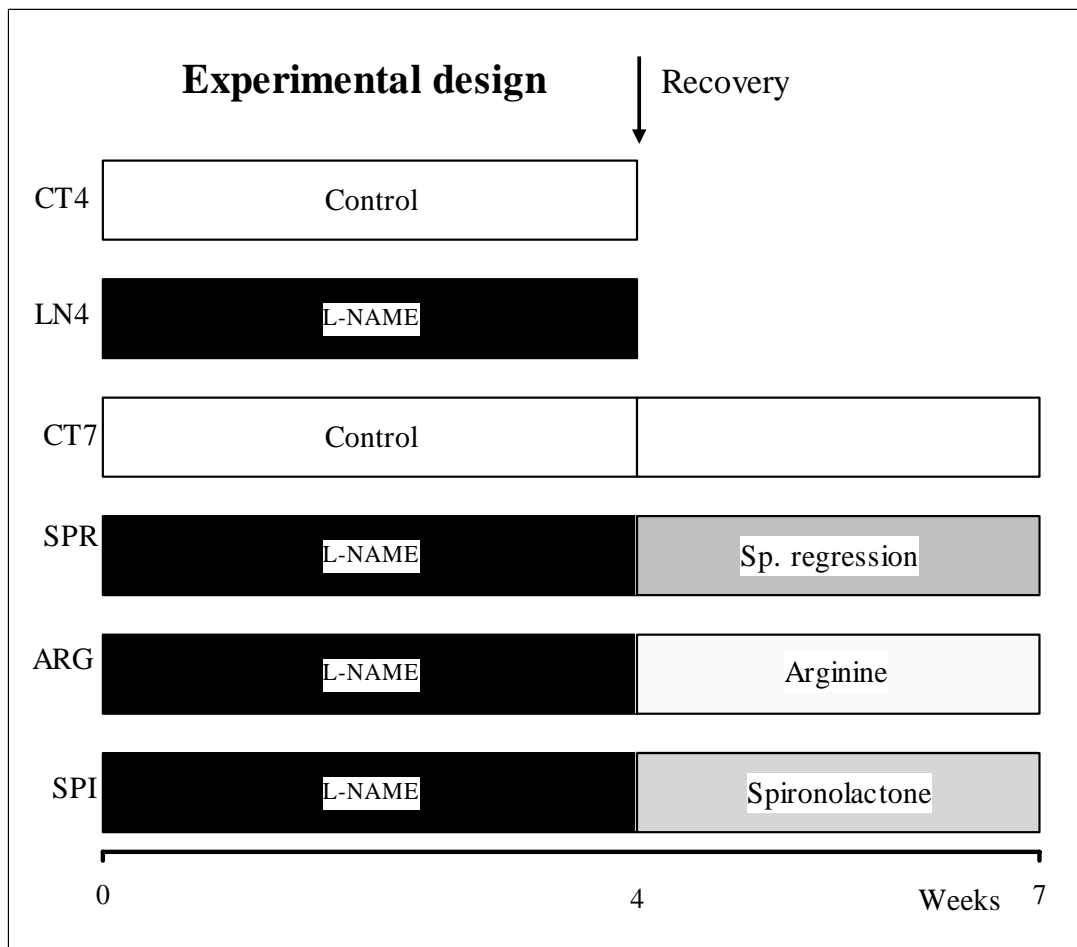 Experimental design
Recovery
CT4
Control
LN4
L-NAME
CT7
Control
SPR
L-NAME
Sp. regression
ARG
L-NAME
Arginine
SPI
L-NAME
Spironolactone
0
4
Weeks
7